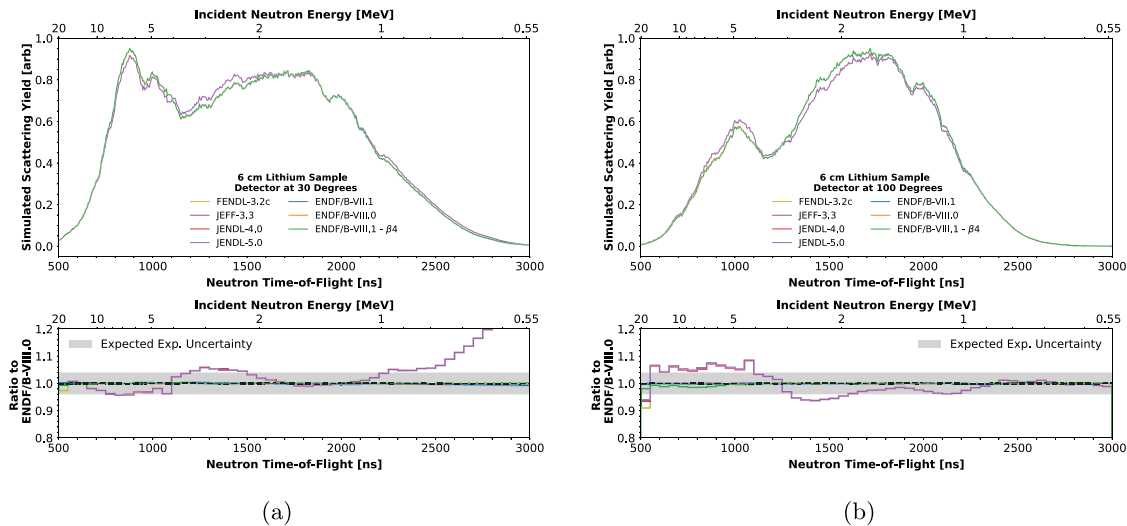 Incident Neutron Energy [MeV]
20 10 5 2 1 0.55
Simulated Scattering Yield [arb]
1.0
0.8
0.6
0.4
0.2
0.0
6 cm Lithium Sample
Detector at 30 Degrees
FENDL-3.2c ENDF/B-VII.1
JEFF-3.3 ENDF/B-VIII.0
JENDL-4.0 ENDF/B-VIII.1 - β4
JENDL-5.0
500 1000 1500 2000 2500 3000
Neutron Time-of-Flight [ns]
Incident Neutron Energy [MeV]
20 10 5 2 1 0.55
Ratio to
ENDF/B-VIII.0
1.2
1.1
1.0
0.9
0.8
Expected Exp. Uncertainty
500 1000 1500 2000 2500 3000
Neutron Time-of-Flight [ns]
(a)
Incident Neutron Energy [MeV]
20 10 5 2 1 0.55
Simulated Scattering Yield [arb]
1.0
0.8
0.6
0.4
0.2
0.0
6 cm Lithium Sample
Detector at 100 Degrees
FENDL-3.2c ENDF/B-VII.1
JEFF-3.3 ENDF/B-VIII.0
JENDL-4.0 ENDF/B-VIII.1 - β4
JENDL-5.0
500 1000 1500 2000 2500 3000
Neutron Time-of-Flight [ns]
Incident Neutron Energy [MeV]
20 10 5 2 1 0.55
Ratio to
ENDF/B-VIII.0
1.2
1.1
1.0
0.9
0.8
Expected Exp. Uncertainty
500 1000 1500 2000 2500 3000
Neutron Time-of-Flight [ns]
(b)